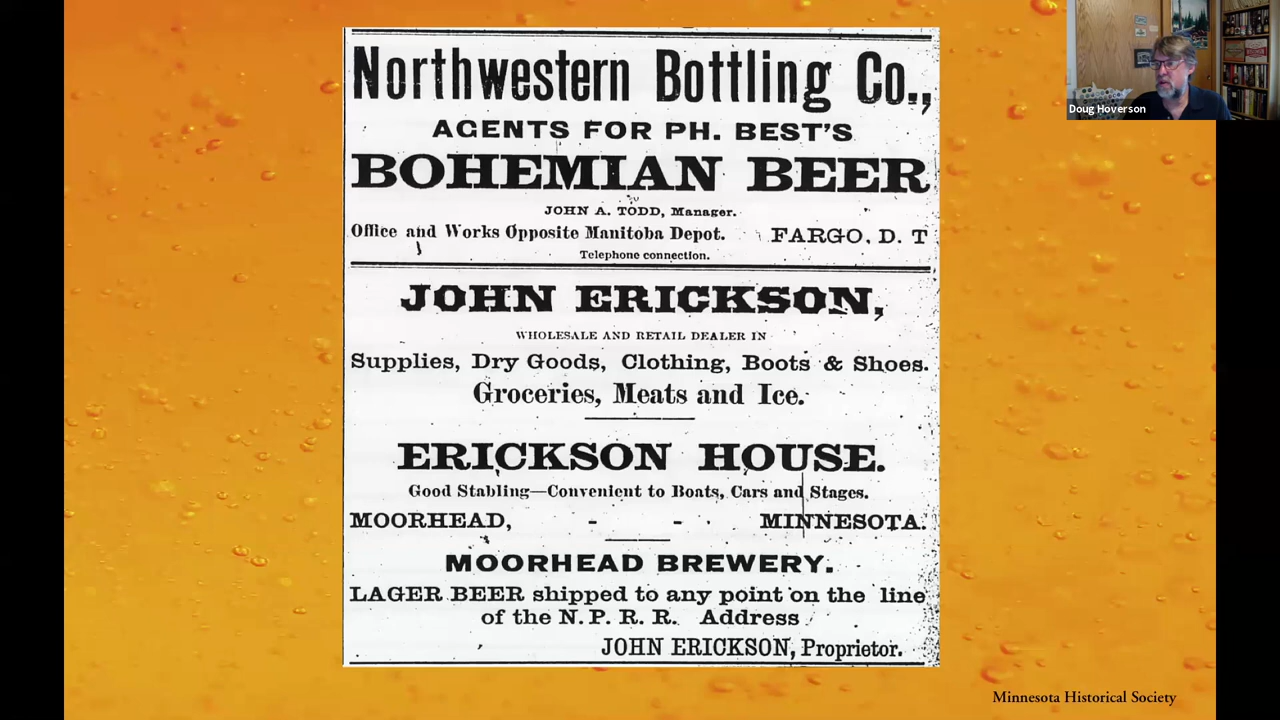 Northwestern Bottling Co.,
AGENTS FOR PH. BEST'S
BOHEMIAN BEER
JOHN A. TODD, Manager.
Office and Works Opposite Manitoba Depot. FARGO, D. T
Telephone connection.
JOHN ERICKSON,
WHOLESALE AND RETAIL DEALER IN
Supplies, Dry Goods, Clothing, Boots & Shoes.
Groceries, Meats and Ice.
ERICKSON HOUSE.
Good Stabling—Convenient to Boats, Cars and Stages.
MOORHEAD, - - MINNESOTA.
MOORHEAD BREWERY.
LAGER BEER shipped to any point on the line
of the N. P. R. R. Address
JOHN ERICKSON, Proprietor.
Doug Hoverson
Minnesota Historical Society